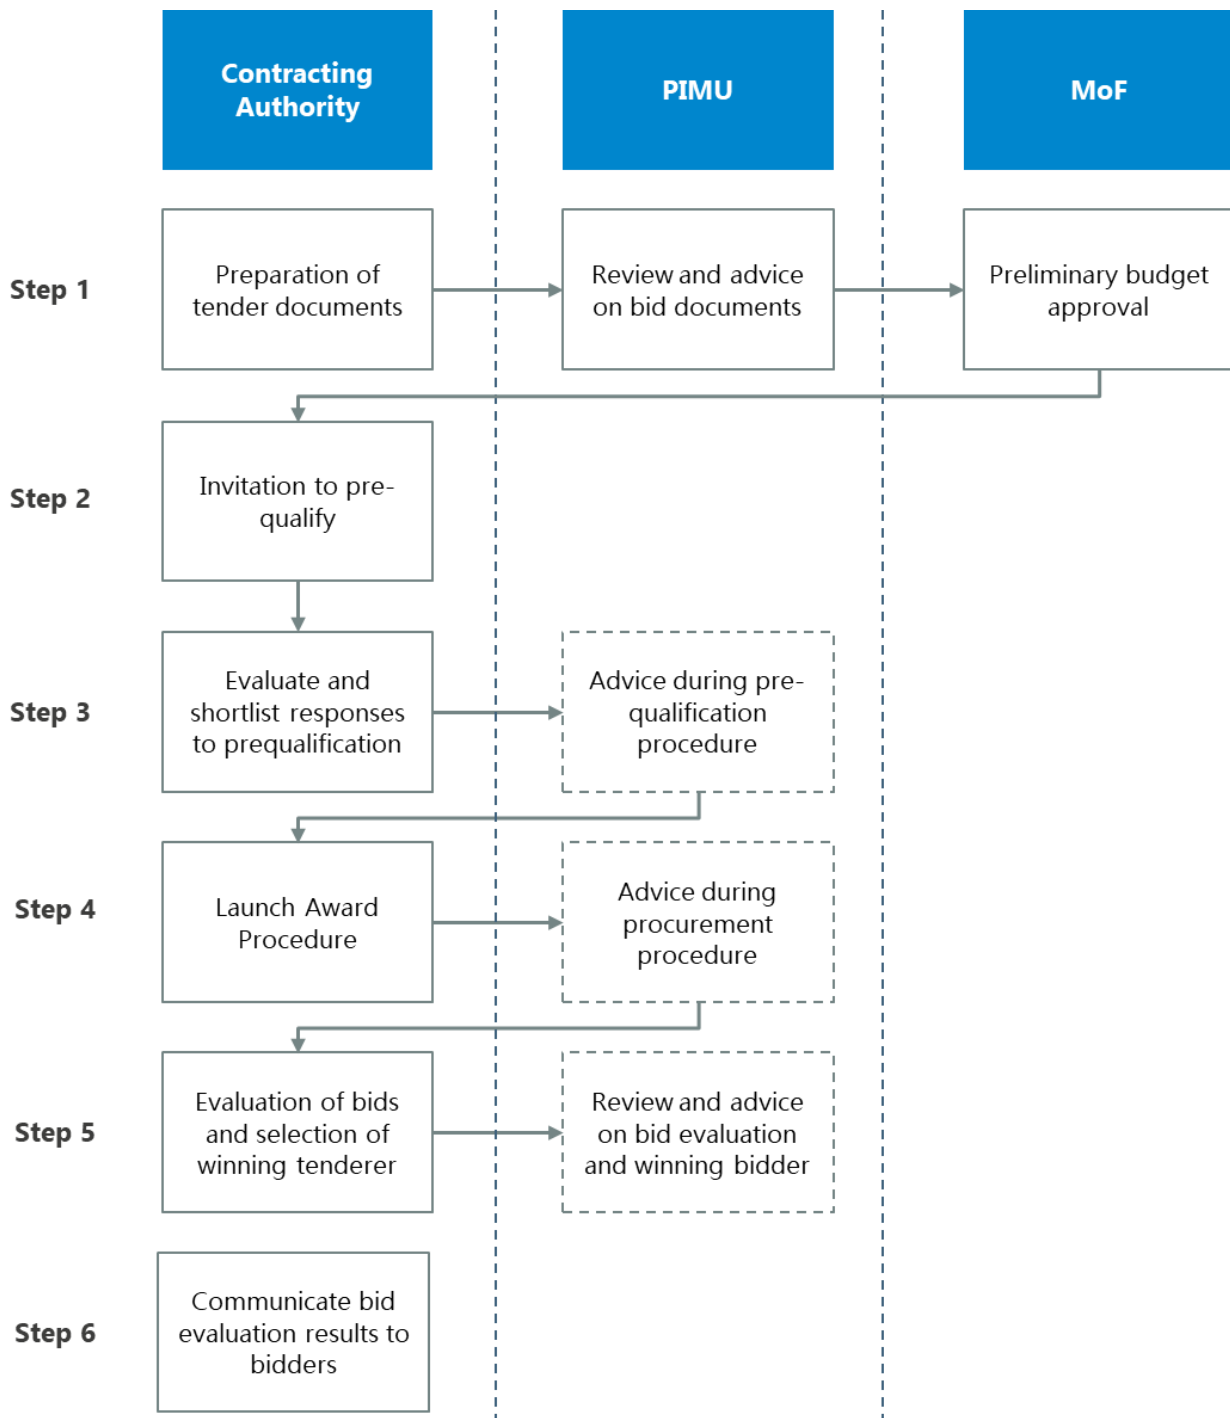 Contracting
Authority
PIMU
MoF
Step 1
Preparation of
tender documents
Review and advice
on bid documents
Preliminary budget
approval
Step 2
Invitation to pre-
qualify
Step 3
Evaluate and
shortlist responses
to prequalification
Advice during pre-
qualification
procedure
Step 4
Launch Award
Procedure
Advice during
procurement
procedure
Step 5
Evaluation of bids
and selection of
winning tenderer
Review and advice
on bid evaluation
and winning bidder
Step 6
Communicate bid
evaluation results to
bidders